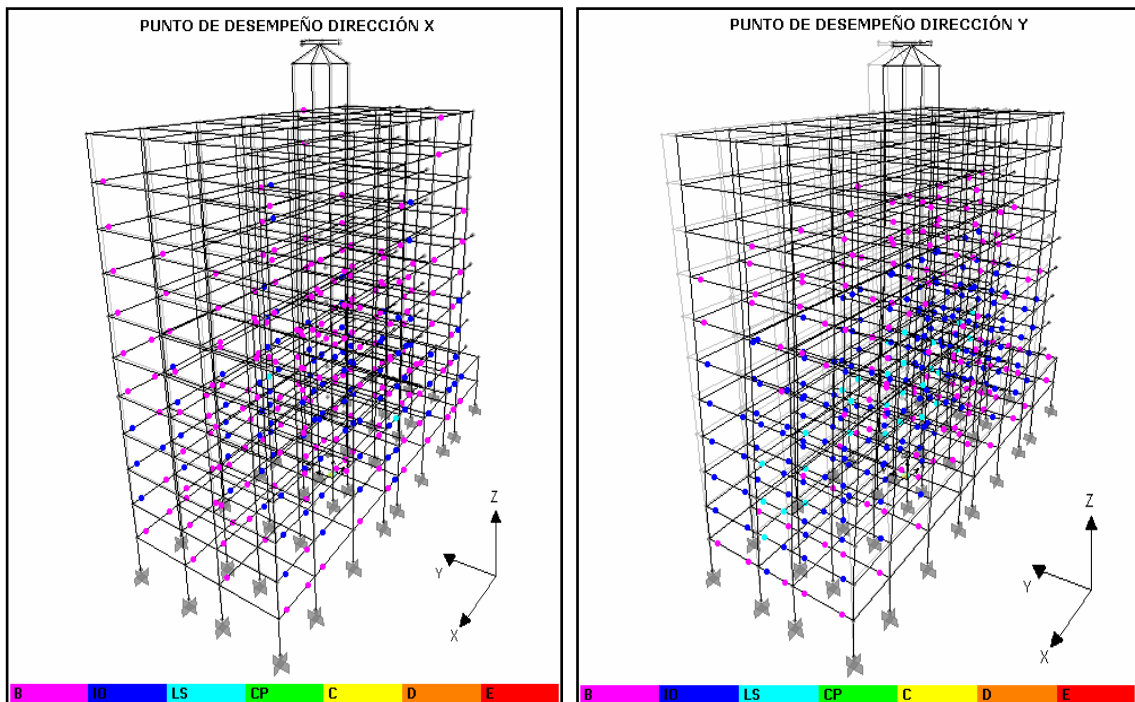 PUNTO DE DESEMPEÑO DIRECCIÓN X
Z
Y
X
B IO LS CP C D E
PUNTO DE DESEMPEÑO DIRECCIÓN Y
Z
Y
X
B IO LS CP C D E